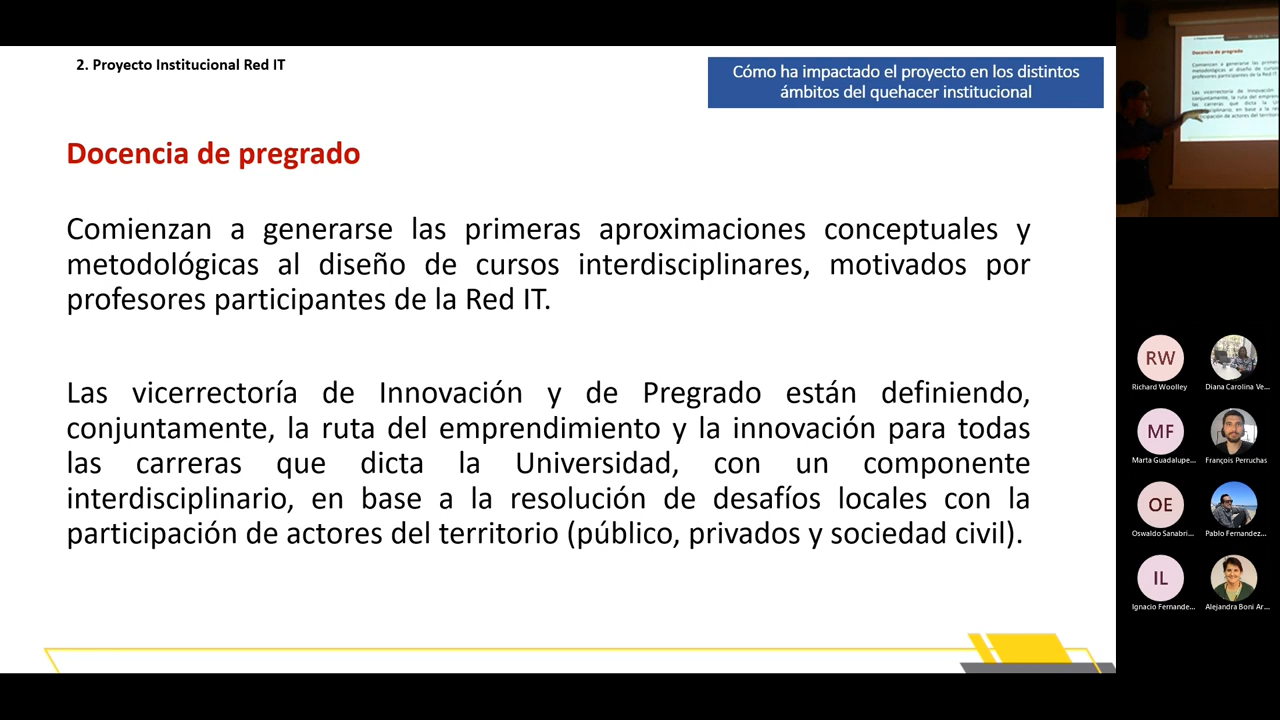 2. Proyecto Institucional Red IT
Cómo ha impactado el proyecto en los distintos
ámbitos del quehacer institucional
Docencia de pregrado
Comienzan a generarse las primeras aproximaciones conceptuales y
metodológicas al diseño de cursos interdisciplinares, motivados por
profesores participantes de la Red IT.
Las vicerrectoría de Innovación y de Pregrado están definiendo,
conjuntamente, la ruta del emprendimiento y la innovación para todas
las carreras que dicta la Universidad, con un componente
interdisciplinario, en base a la resolución de desafíos locales con la
participación de actores del territorio (público, privados y sociedad civil).
Docencia de pregrado
RW
Richard Woolley
Diana Carolina Ve...
MF
Marta Guadalupe...
François Perruchas
OE
Oswaldo Sanabri...
Pablo Fernandez...
IL
Ignacio Fernande...
Alejandra Boni Ar...